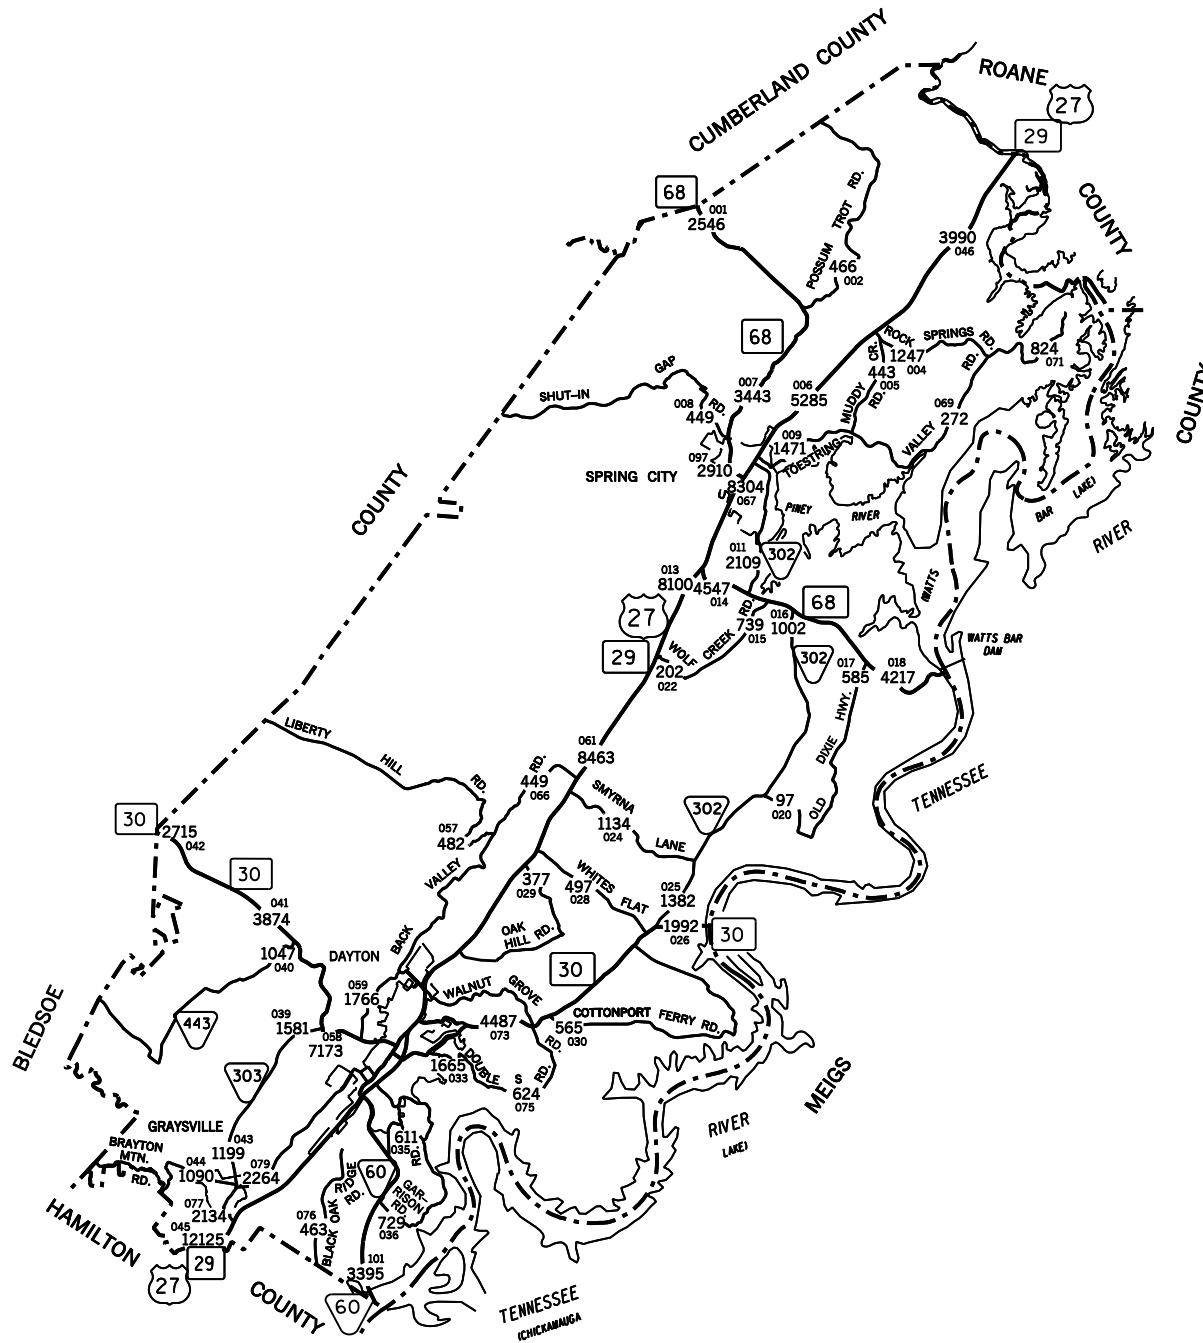 CUMBERLAND COUNTY
ROANE
27
29
COUNTY
68
001
2546
POSSUM TROT RD.
466
002
3990
046
68
ROCK SPRINGS RD.
1247
004
824
071
MUDDY CR. RD.
443
005
SHUT-IN GAP RD.
007
3443
006
5285
008
449
069
272
VALLEY RD.
009
1471
TOESTRING
COUNTY
097
2910
SPRING CITY
8304
067
PINEY RIVER
BAR LAKE)
RIVER
COUNTY
011
2109
302
013
8100
4547
014
(WATTS
27
29
68
016
1002
739
015
WOLF CREEK RD.
202
022
302
WATTS BAR
DAM
017
585
018
4217
OLD DIXIE HWY.
LIBERTY HILL RD.
061
8463
449
066
SMYRNA LANE
1134
024
302
97
020
TENNESSEE
30
2715
042
057
482
BACK VALLEY RD.
30
041
3874
377
029
WHITES FLAT
497
028
025
1382
1992
026
30
OAK
HILL RD.
1047
040
DAYTON
30
059
1766
WALNUT GROVE RD.
443
039
1581
058
7173
4487
073
565
030
COTTONPORT FERRY RD.
BLEDSOE
303
1665
033
DOUBLE S RD.
624
075
MEIGS
GRAYSVILLE
BRAYTON
MTN.
RD.
043
1199
044
1090
079
2264
611
035
GAR-
RISON
RD.
RIVER
LAKE)
60
BLACK OAK RIDGE RD.
077
2134
045
12125
076
463
729
036
HAMILTON
29
27
101
3395
COUNTY
60
TENNESSEE
(CHICKAMAUGA